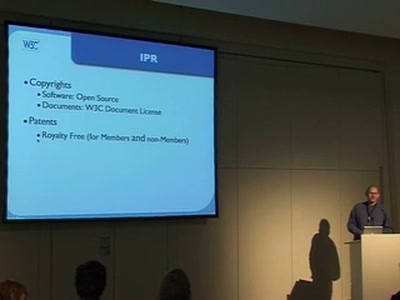 W3C
IPR
• Copyrights
• Software: Open Source
• Documents: W3C Document License
• Patents
• Royalty Free (for Members and non-Members)